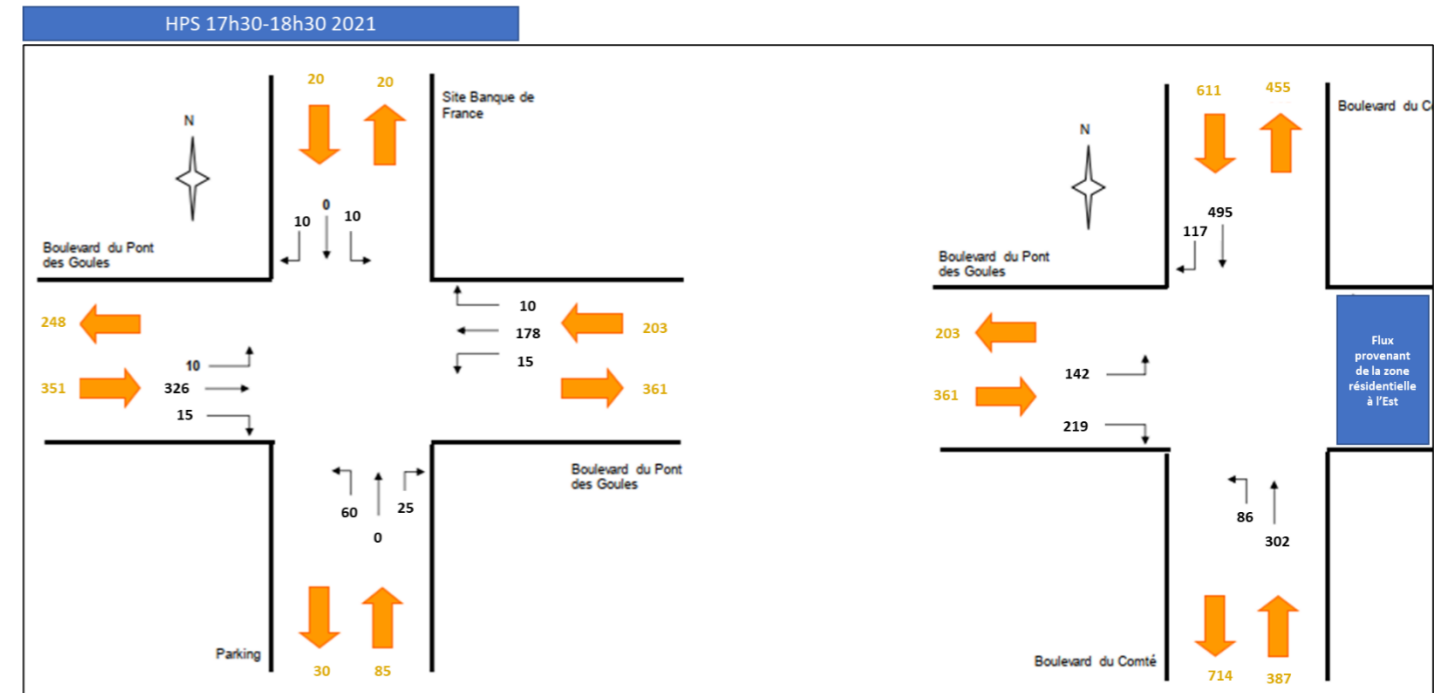 HPS 17h30-18h30 2021
20
20
Site Banque de
France
N
10
0
10
Boulevard du Pont
des Goules
248
351
10
326
15
10
178
15
203
361
Boulevard du Pont
des Goules
60
0
25
Parking
30
85
611
455
Boulevard du C
N
117
495
Boulevard du Pont
des Goules
203
361
142
219
Flux
provenant
de la zone
résidentielle
à l'Est
86
302
Boulevard du Comté
714
387